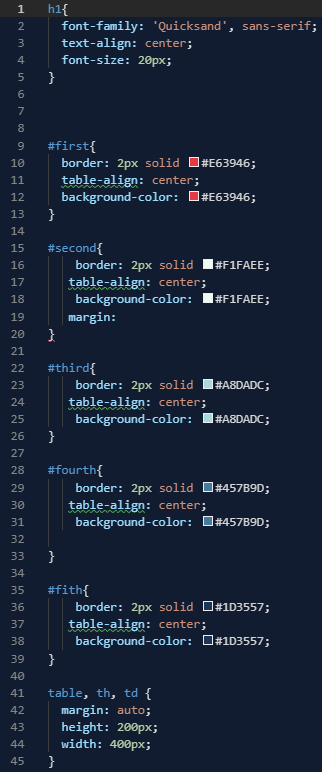 1 h1{
2 font-family: 'Quicksand', sans-serif;
3 text-align: center;
4 font-size: 20px;
5 }
6
7
8
9 #first{
10 border: 2px solid #E63946;
11 table-align: center;
12 background-color: #E63946;
13 }
14
15 #second{
16 border: 2px solid #F1FAEE;
17 table-align: center;
18 background-color: #F1FAEE;
19 margin:
20 }
21
22 #third{
23 border: 2px solid #A8DADC;
24 table-align: center;
25 background-color: #A8DADC;
26 }
27
28 #fourth{
29 border: 2px solid #457B9D;
30 table-align: center;
31 background-color: #457B9D;
32
33 }
34
35 #fith{
36 border: 2px solid #1D3557;
37 table-align: center;
38 background-color: #1D3557;
39 }
40
41 table, th, td {
42 margin: auto;
43 height: 200px;
44 width: 400px;
45 }